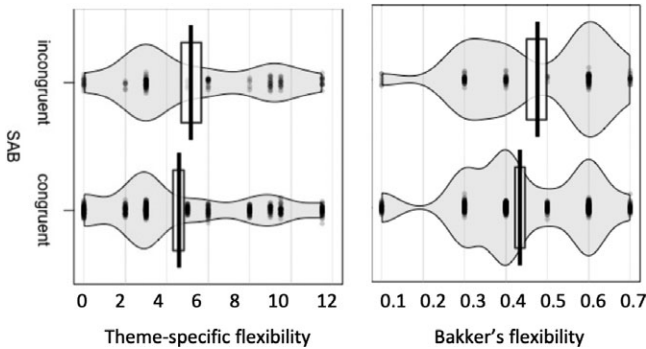 SAB
incongruent
congruent
0 2 4 6 8 10 12
0.1 0.2 0.3 0.4 0.5 0.6 0.7
Theme-specific flexibility
Bakker's flexibility